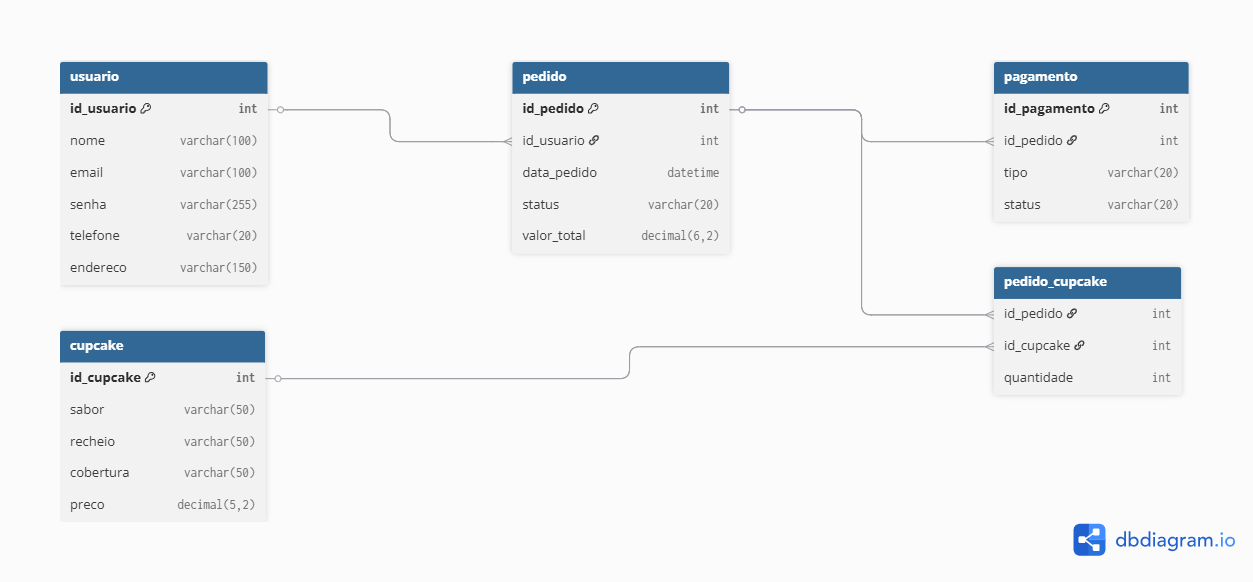 usuario
id_usuario int
nome varchar(100)
email varchar(100)
senha varchar(255)
telefone varchar(20)
endereco varchar(150)
pedido
id_pedido int
id_usuario int
data_pedido datetime
status varchar(20)
valor_total decimal(6,2)
pagamento
id_pagamento int
id_pedido int
tipo varchar(20)
status varchar(20)
pedido_cupcake
id_pedido int
id_cupcake int
quantidade int
cupcake
id_cupcake int
sabor varchar(50)
recheio varchar(50)
cobertura varchar(50)
preco decimal(5,2)
dbdiagram.io